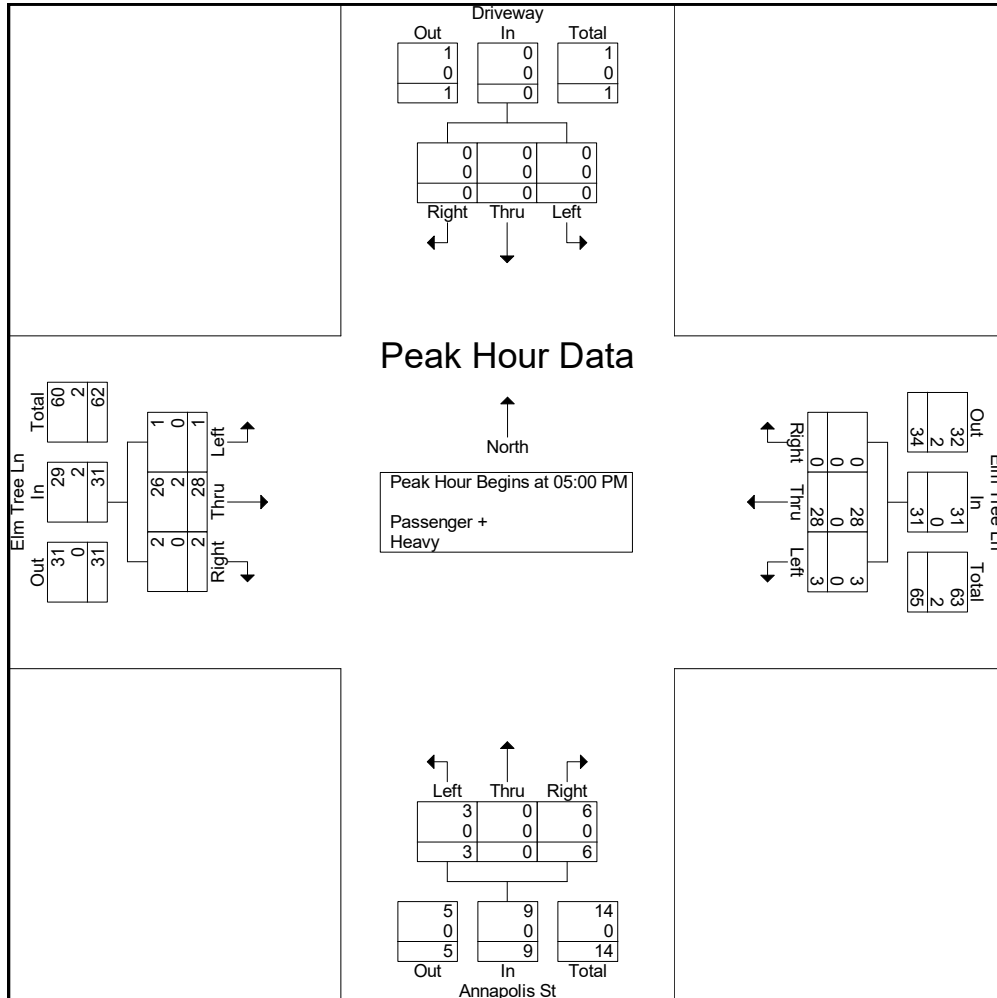 Driveway
Out In Total
1 0 1
0 0 0
1 0 1
0 0 0
0 0 0
0 0 0
Right Thru Left
Peak Hour Data
North
Peak Hour Begins at 05:00 PM
Passenger +
Heavy
Elm Tree Ln
Total In Out
60 29 31
2 2 0
62 31 31
1 26 2
0 2 0
1 28 2
Left Thru Right
Elm Tree Ln
Out In Total
32 31 63
2 0 2
34 31 65
0 28 3
0 0 0
0 28 3
Right Thru Left
Left Thru Right
3 0 6
0 0 0
3 0 6
5 9 14
0 0 0
5 9 14
Out In Total
Annapolis St